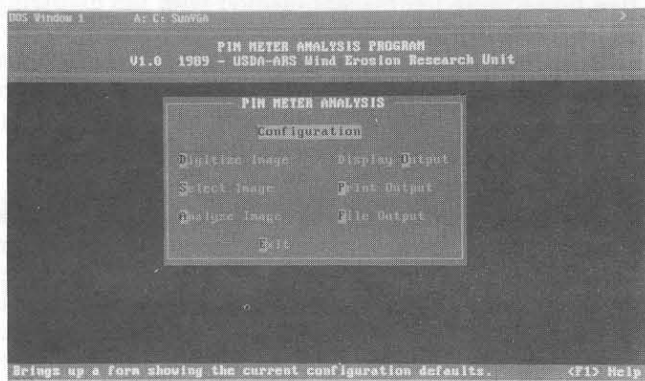 DOS Window 1 A: C: SunVGA >
PIN METER ANALYSIS PROGRAM
V1.0 1989 - USDA-ARS Wind Erosion Research Unit
PIN METER ANALYSIS
Configuration
Digitize Image Display Output
Select Image Print Output
Analyze Image File Output
Exit
Brings up a form showing the current configuration defaults. <F1> Help